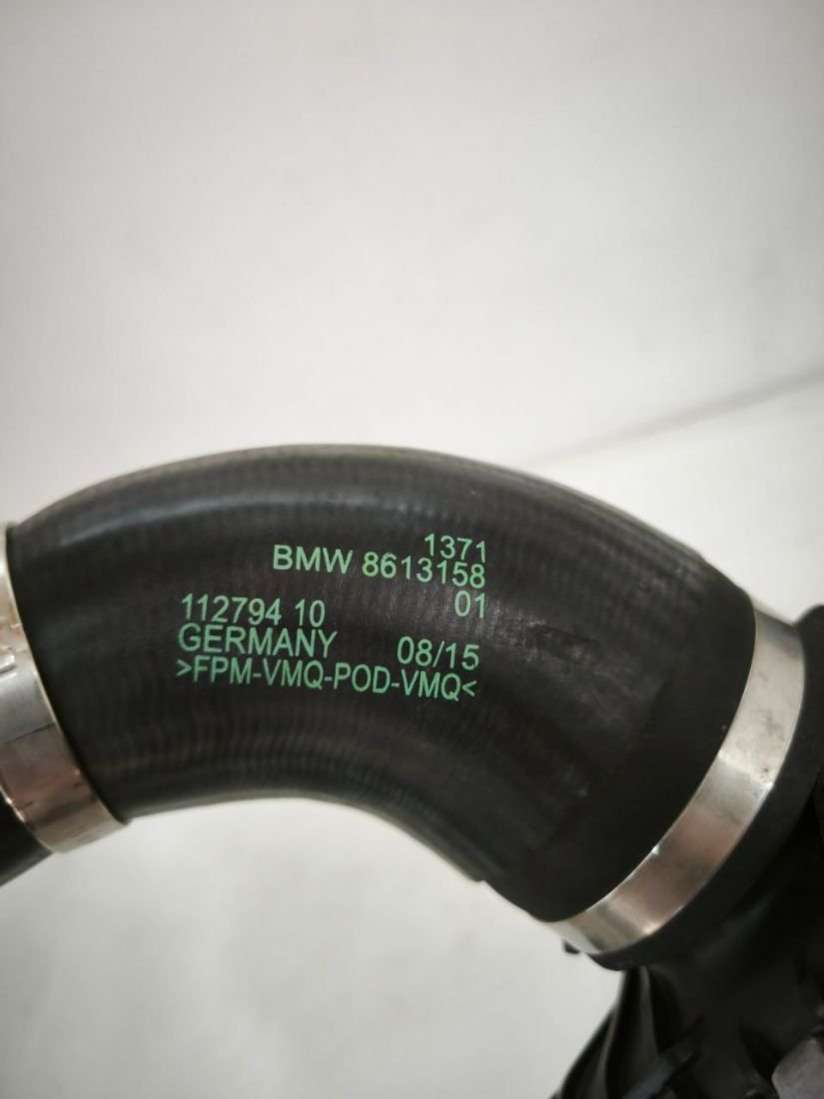 1371
BMW 8613158
112794 10 01
GERMANY 08/15
>FPM-VMQ-POD-VMQ<